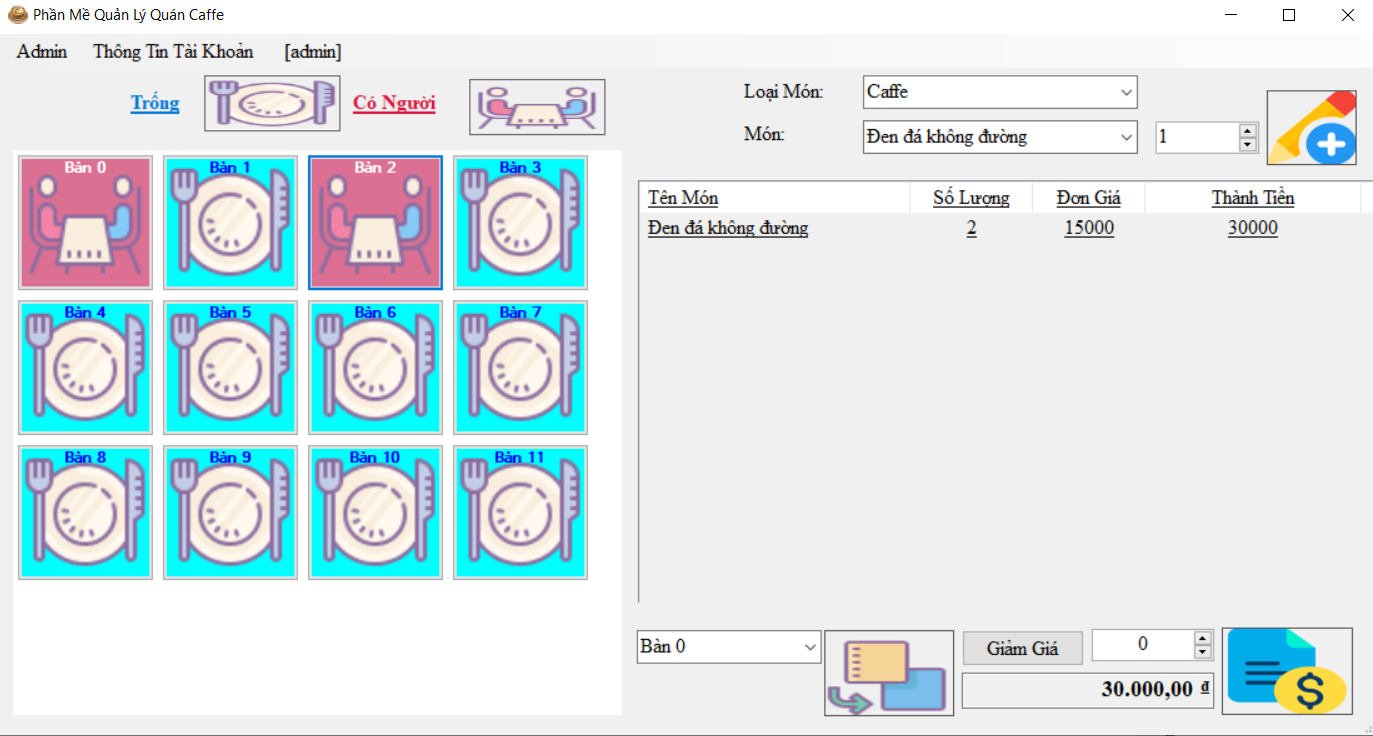 Phần Mề Quản Lý Quán Caffe
Admin Thông Tin Tài Khoản [admin]
Trống Có Người
Loại Món: Caffe
Món: Đen đá không đường 1
Bàn 0 Bàn 1 Bàn 2 Bàn 3
Bàn 4 Bàn 5 Bàn 6 Bàn 7
Bàn 8 Bàn 9 Bàn 10 Bàn 11
Tên Món Số Lượng Đơn Giá Thành Tiền
Đen đá không đường 2 15000 30000
Bàn 0 Giảm Giá 0
30.000,00 ₫
$